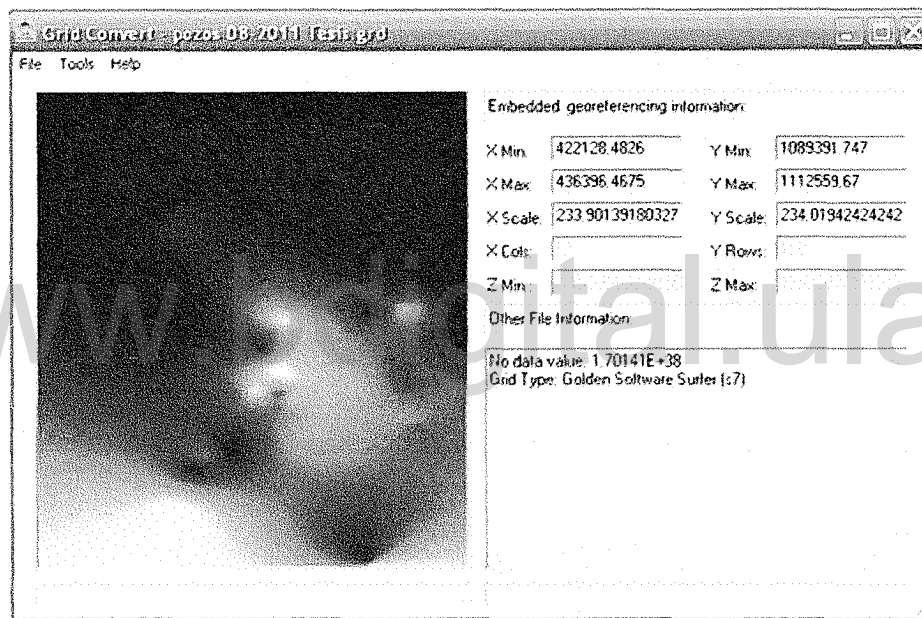 Grid Convert - pozos 08-2011 Tesis.grd
File Tools Help
Embedded georeferencing information:
X Min: 422128.4826 Y Min: 1089391.747
X Max: 436396.4675 Y Max: 1112559.67
X Scale: 233.90139180327 Y Scale: 234.01942424242
X Cols: Y Rows:
Z Min: Z Max:
Other File Information:
No data value: 1.70141E+38
Grid Type: Golden Software Surfer (s7)
ww.bdigital.ula